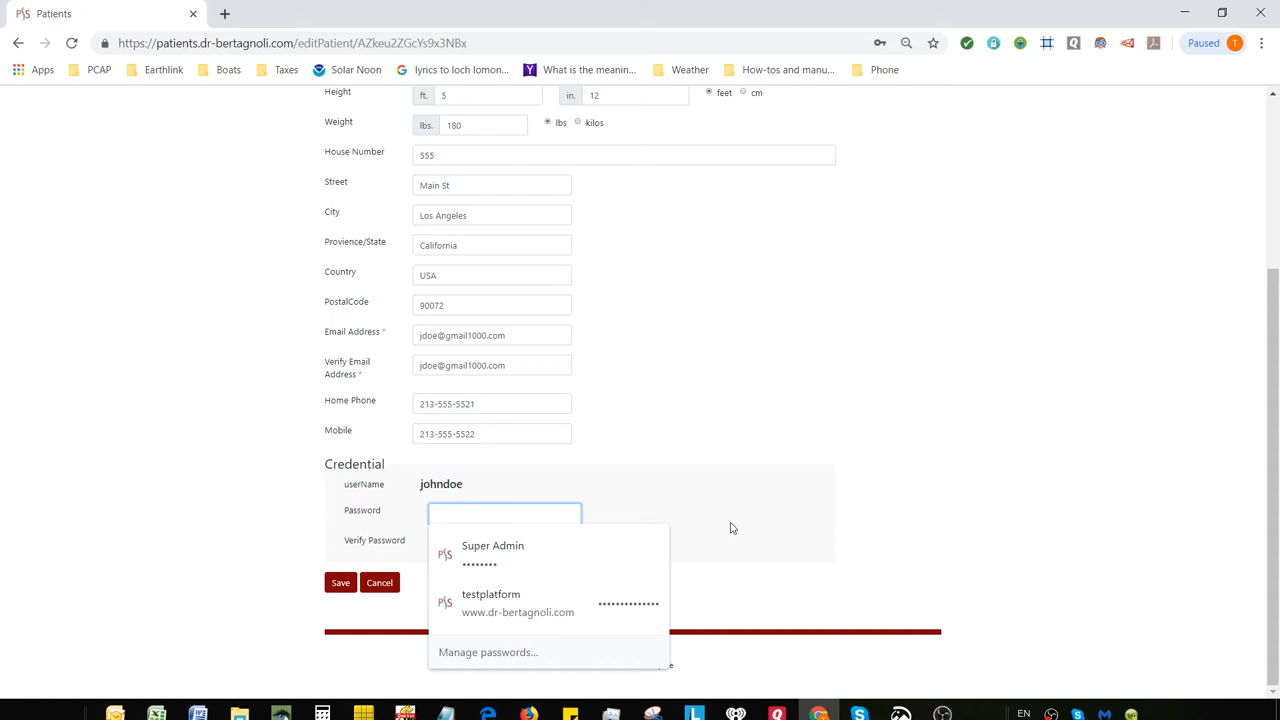 PSS Patients
https://patients.dr-bertagnoli.com/editPatient/AZkeu2ZGcYs9x3NBx
Paused T
Apps PCAP Earthlink Boats Taxes Solar Noon lyrics to loch lomon... What is the meanin... Weather How-tos and manu... Phone
Height ft. 5 in. 12 feet cm
Weight lbs. 180 lbs kilos
House Number 555
Street Main St
City Los Angeles
Provience/State California
Country USA
PostalCode 90072
Email Address * jdoe@gmail1000.com
Verify Email
Address * jdoe@gmail1000.com
Home Phone 213-555-5521
Mobile 213-555-5522
Credential
userName johndoe
Password
Verify Password
Super Admin
••••••••
testplatform
www.dr-bertagnoli.com ••••••••••••••
Manage passwords...
Save Cancel
EN